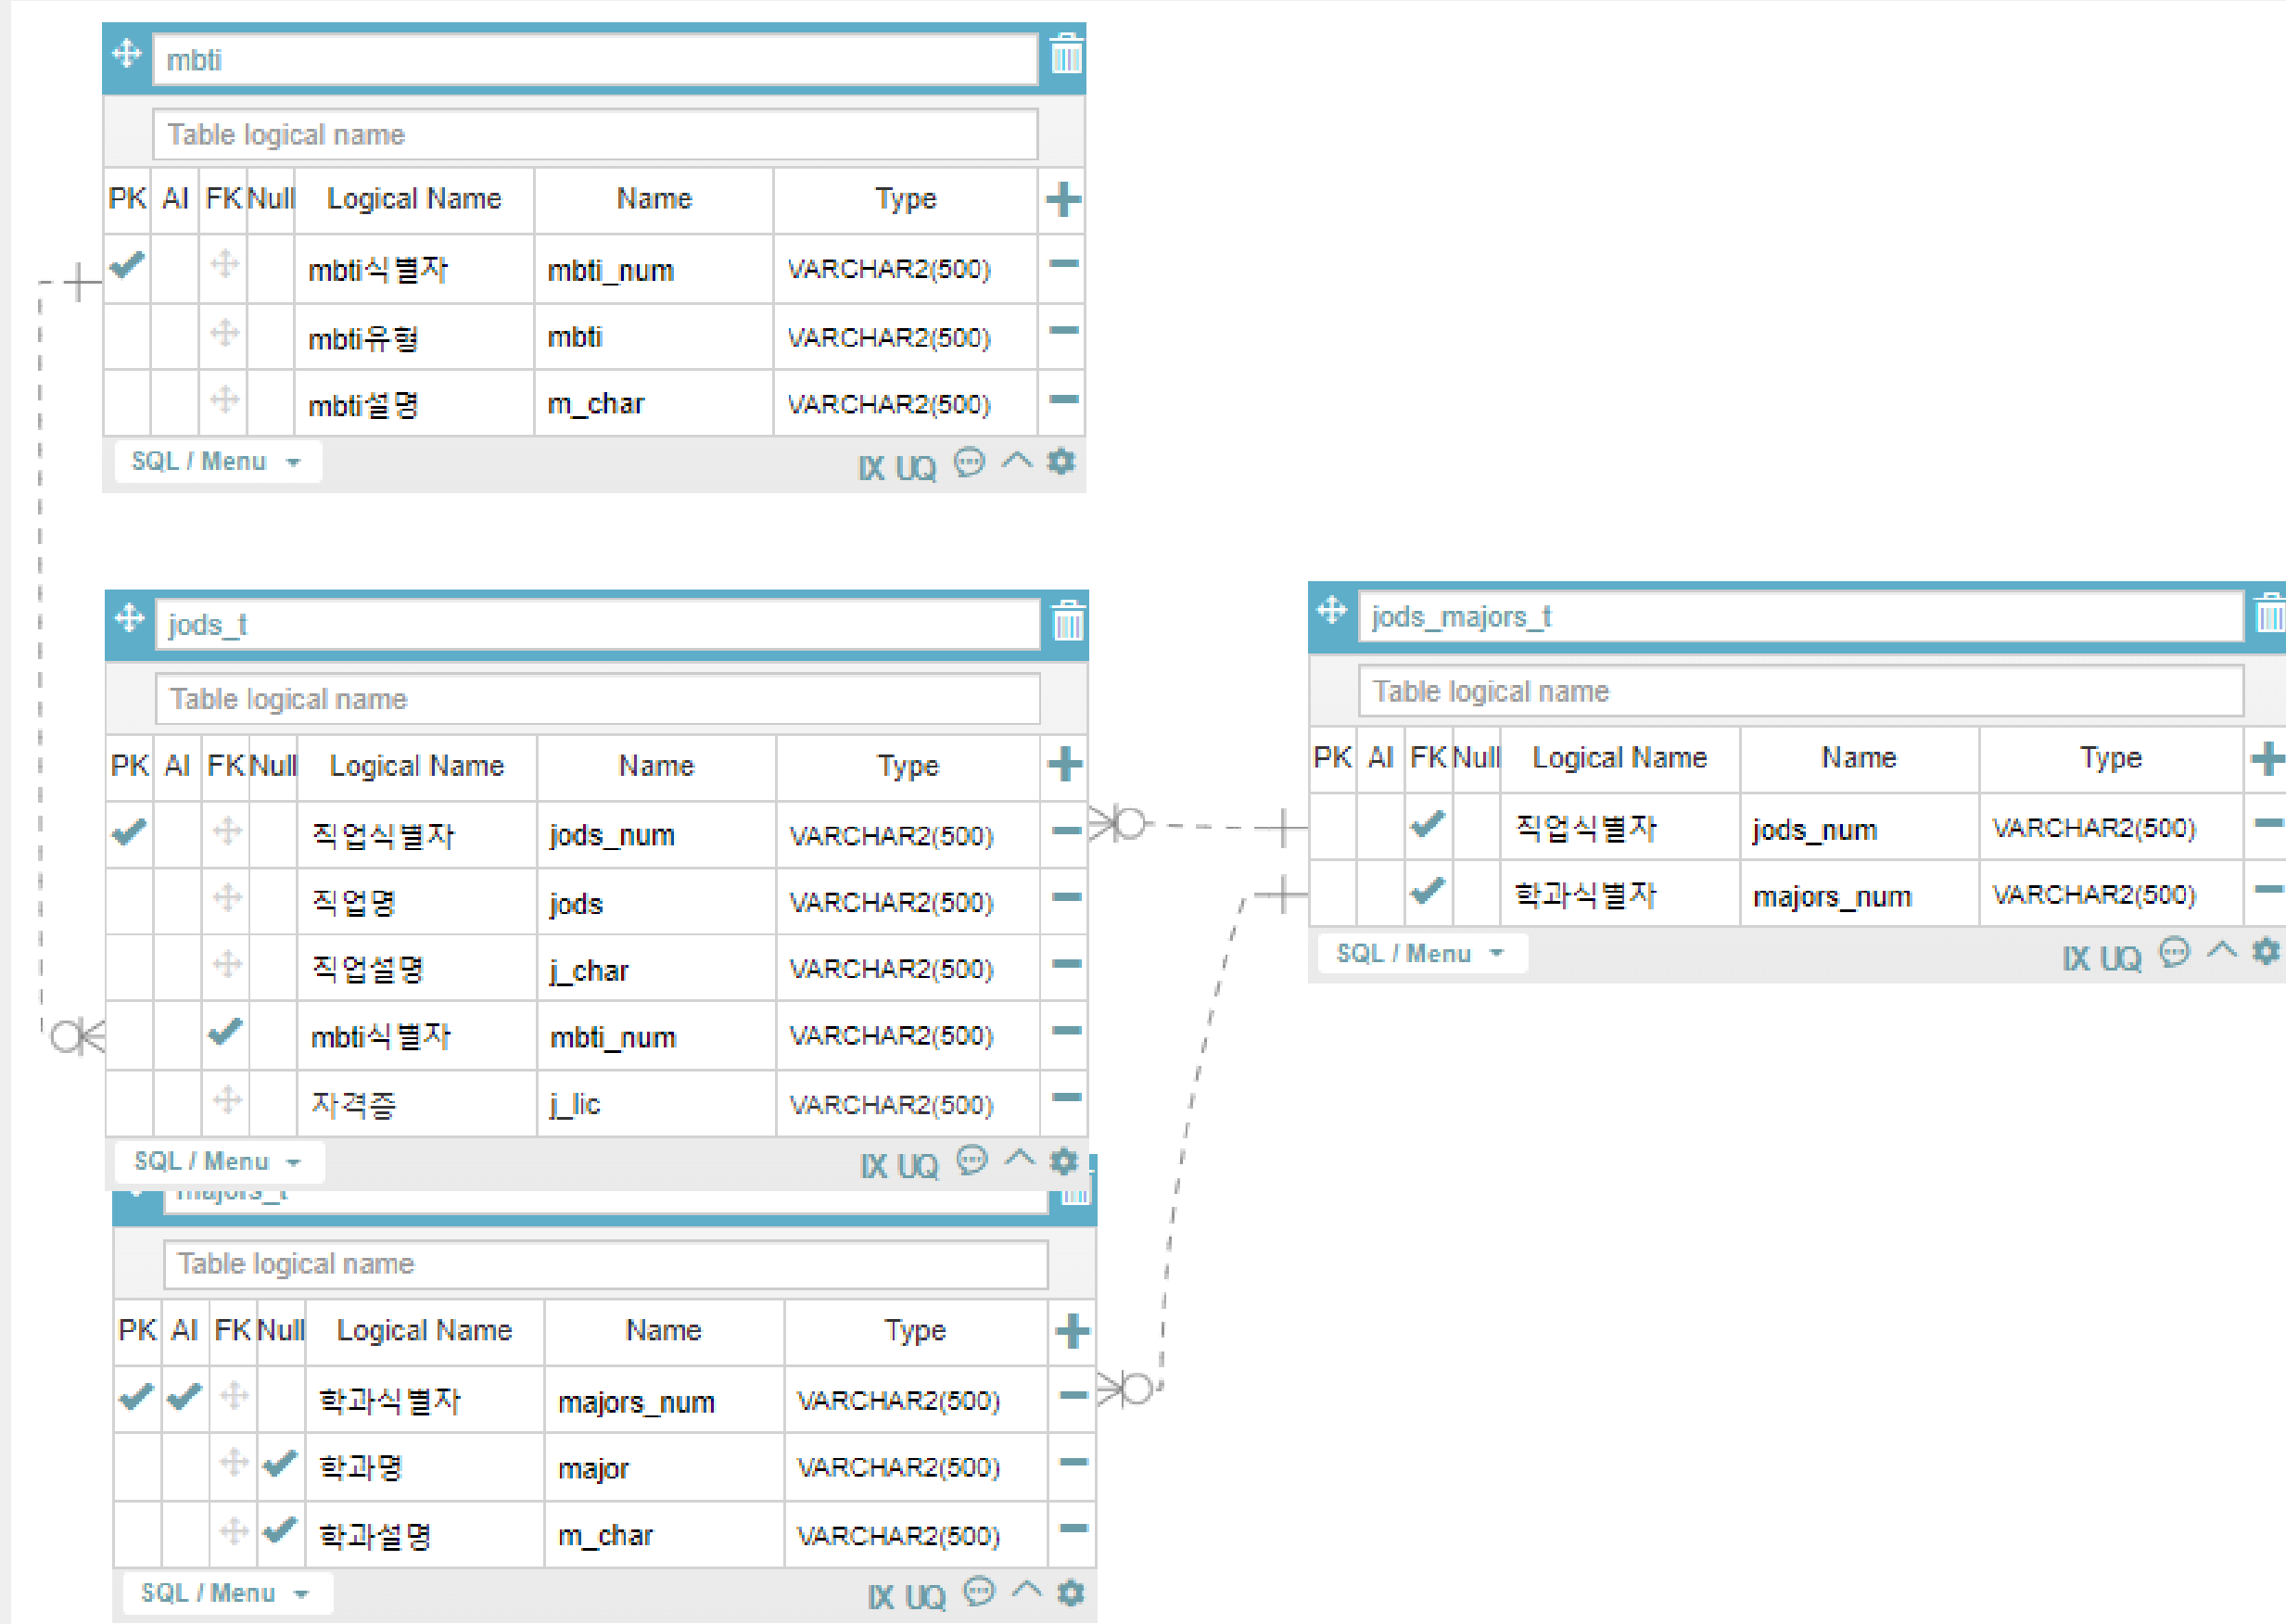 mbti
Table logical name
PK AI FK Null Logical Name Name Type
mbti식별자 mbti_num VARCHAR2(500)
mbti유형 mbti VARCHAR2(500)
mbti설명 m_char VARCHAR2(500)
SQL / Menu IX UQ
jods_t
Table logical name
PK AI FK Null Logical Name Name Type
직업식별자 jods_num VARCHAR2(500)
직업명 jods VARCHAR2(500)
직업설명 j_char VARCHAR2(500)
mbti식별자 mbti_num VARCHAR2(500)
자격증 j_lic VARCHAR2(500)
SQL / Menu IX UQ
jods_majors_t
Table logical name
PK AI FK Null Logical Name Name Type
직업식별자 jods_num VARCHAR2(500)
학과식별자 majors_num VARCHAR2(500)
SQL / Menu IX UQ
majors_t
Table logical name
PK AI FK Null Logical Name Name Type
학과식별자 majors_num VARCHAR2(500)
학과명 major VARCHAR2(500)
학과설명 m_char VARCHAR2(500)
SQL / Menu IX UQ